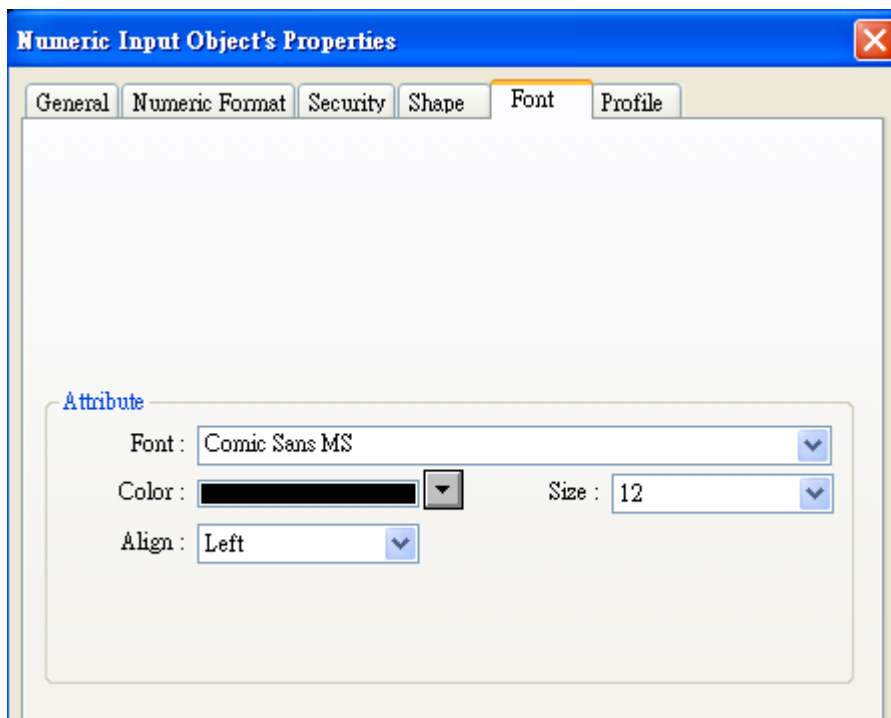 Numeric Input Object's Properties
General Numeric Format Security Shape Font Profile
Attribute
Font : Comic Sans MS
Color : Size : 12
Align : Left